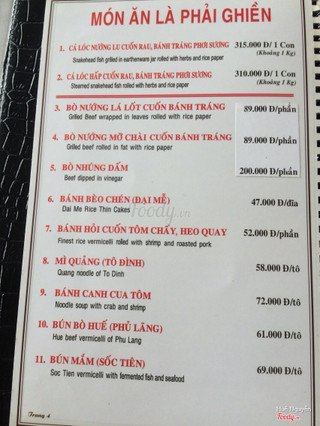 MÓN ĂN LÀ PHẢI GHIỀN
1. CÁ LÓC NƯỚNG LU CUỐN RAU, BÁNH TRÁNG PHƠI SƯƠNG 315.000 Đ/ 1 Con
Snakehead fish grilled in earthenware jar rolled with herbs and rice paper (Khoảng 1 Kg)
2. CÁ LÓC HẤP CUỐN RAU, BÁNH TRÁNG PHƠI SƯƠNG 310.000 Đ/ 1 Con
Steamed snakehead fish rolled with herbs and rice paper (Khoảng 1 Kg)
3. BÒ NƯỚNG LÁ LỐT CUỐN BÁNH TRÁNG 89.000 Đ/phần
Grilled Beef wrapped in leaves rolled with rice paper
4. BÒ NƯỚNG MỠ CHÀI CUỐN BÁNH TRÁNG 89.000 Đ/phần
Grilled beef rolled in fat with rice paper
5. BÒ NHÚNG DẤM 200.000 Đ/phần
Beef dipped in vinegar
6. BÁNH BÈO CHÉN (ĐẠI MỄ) 47.000 Đ/đĩa
Dai Me Rice Thin Cakes
foody.vn
7. BÁNH HỎI CUỐN TÔM CHẤY, HEO QUAY 52.000 Đ/phần
Finest rice vermicelli rolled with shrimp and roasted pork
8. MÌ QUẢNG (TÔ ĐÌNH) 58.000 Đ/tô
Quang noodle of To Dinh
9. BÁNH CANH CUA TÔM 72.000 Đ/tô
Noodle soup with crab and shrimp
10. BÚN BÒ HUẾ (PHỦ LÃNG) 61.000 Đ/tô
Hue beef vermicelli of Phu Lang
11. BÚN MẮM (SÓC TIÊN) 69.000 Đ/tô
Soc Tien vermicelli with fermented fish and seafood
Trang 4
foody.vn